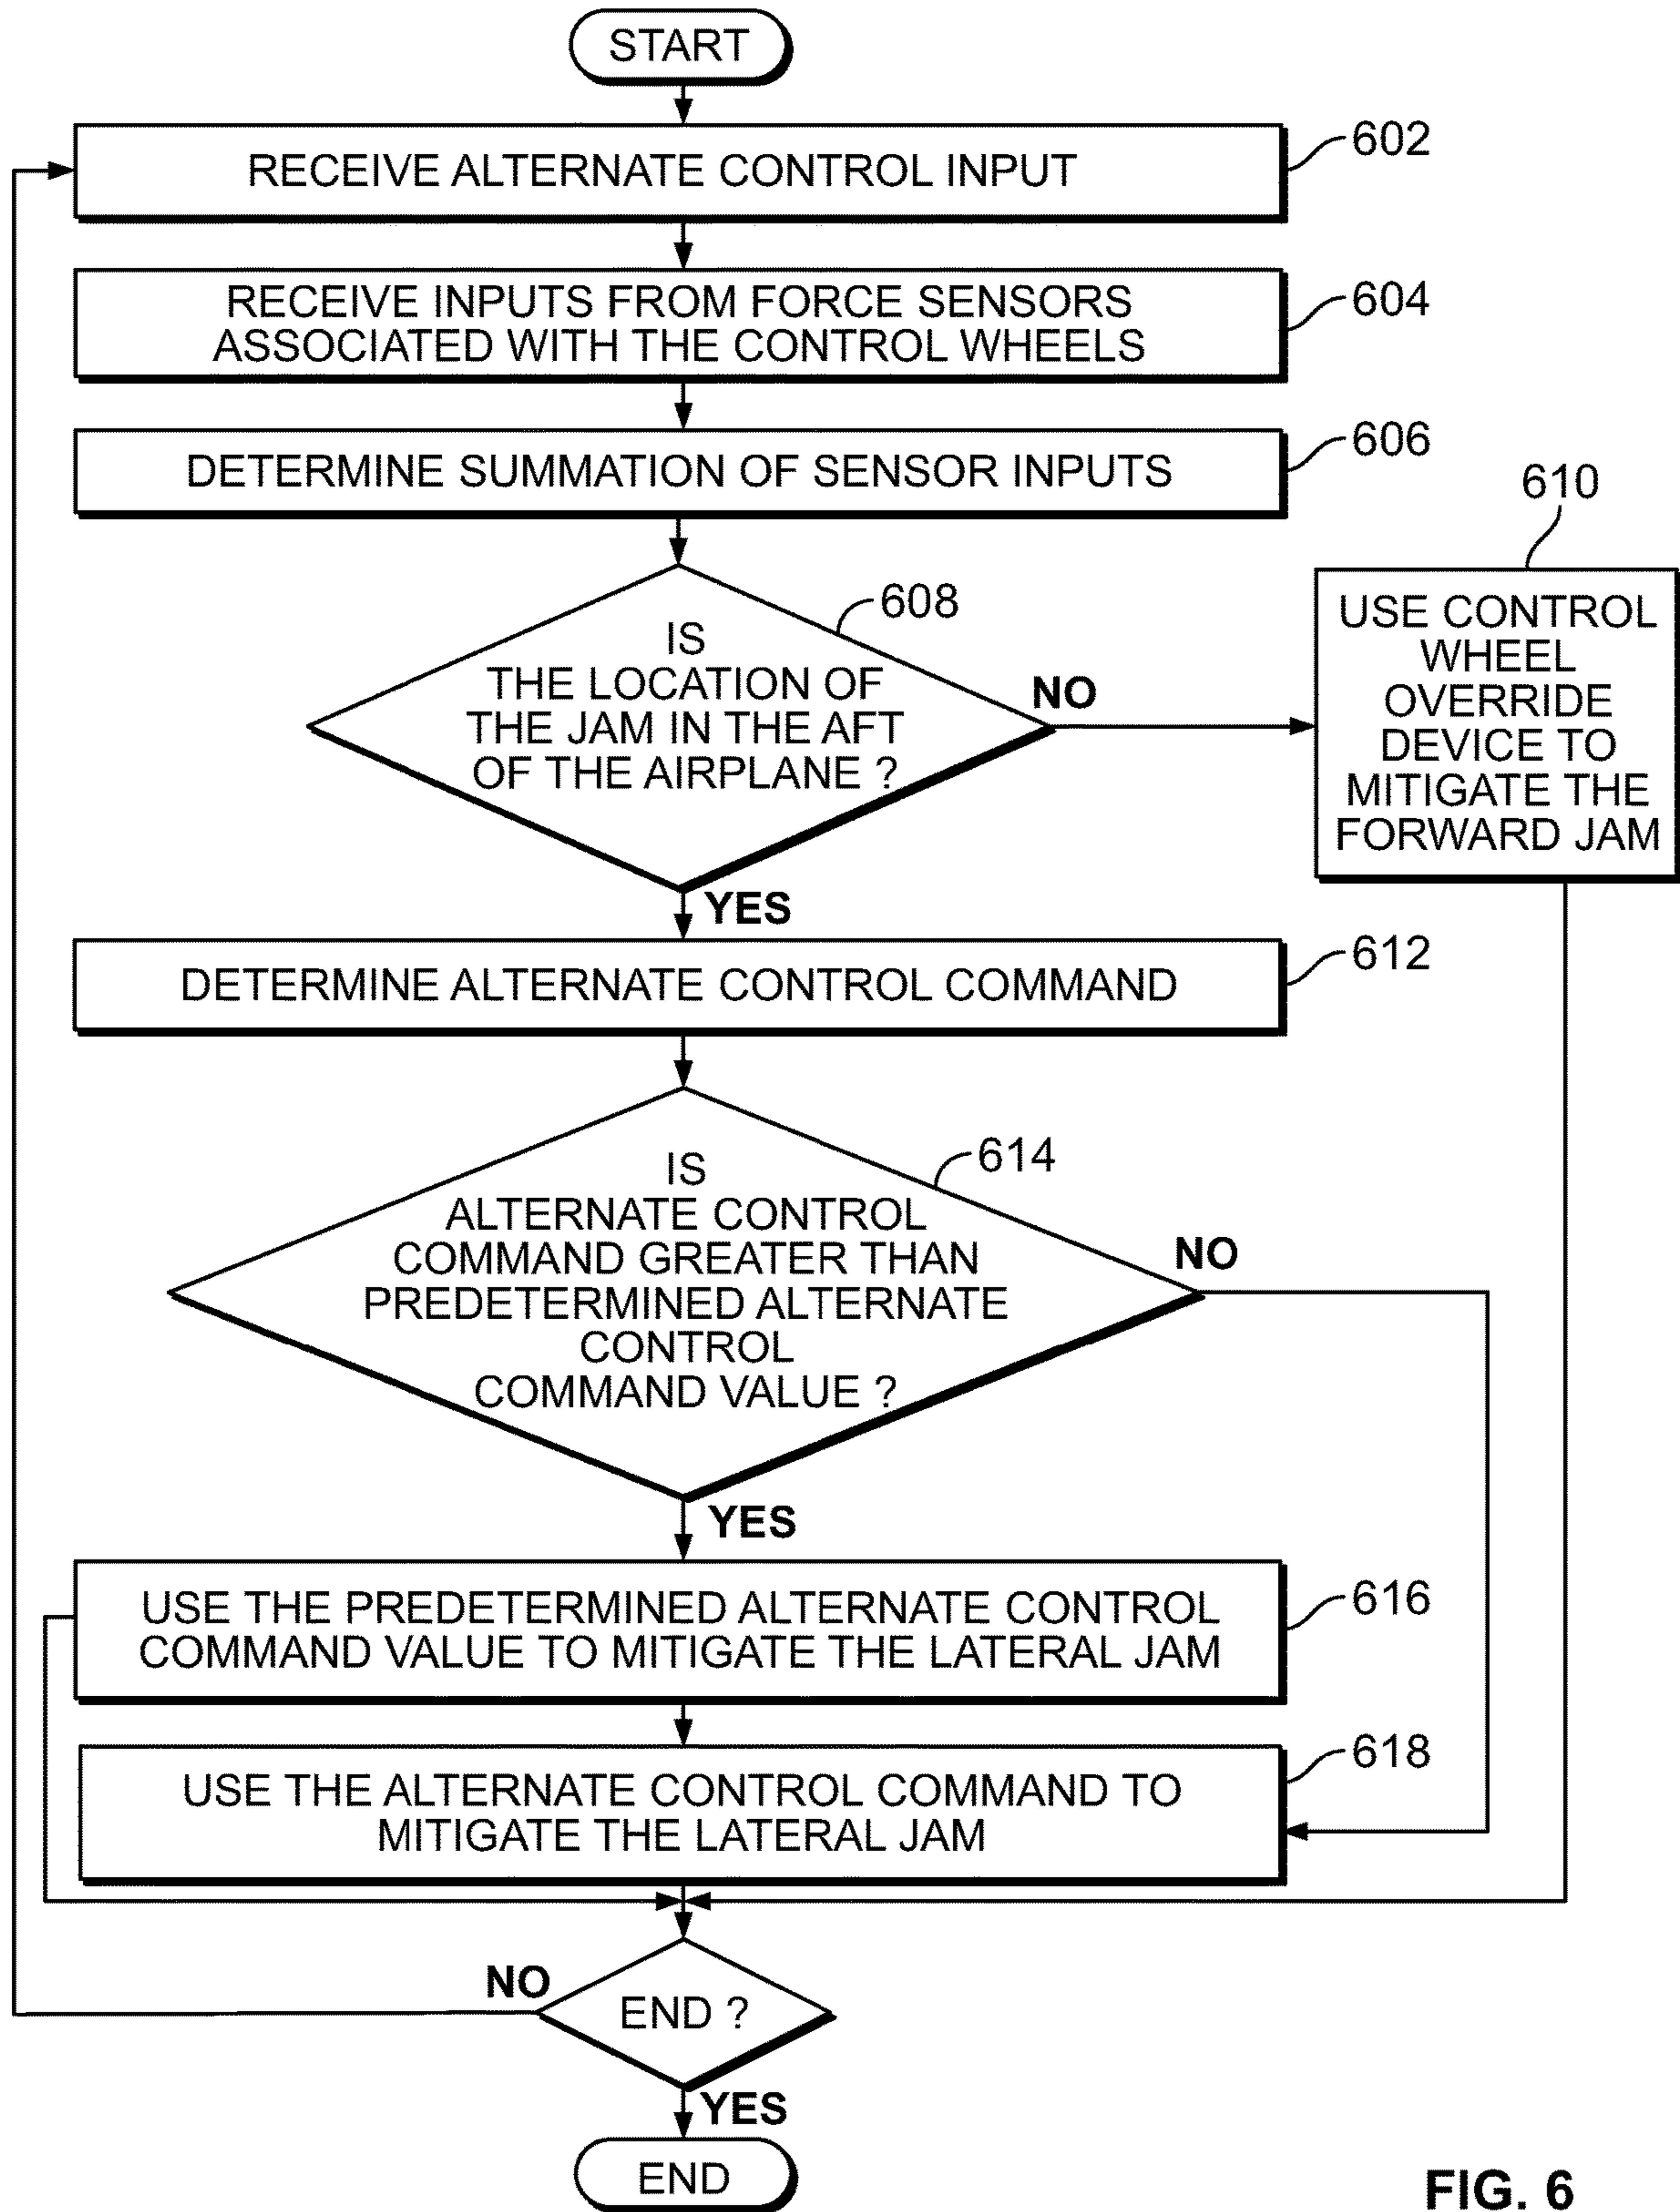 START
RECEIVE ALTERNATE CONTROL INPUT
602
RECEIVE INPUTS FROM FORCE SENSORS
ASSOCIATED WITH THE CONTROL WHEELS
604
DETERMINE SUMMATION OF SENSOR INPUTS
606
IS
THE LOCATION OF
THE JAM IN THE AFT
OF THE AIRPLANE ?
608
NO
610
USE CONTROL
WHEEL
OVERRIDE
DEVICE TO
MITIGATE THE
FORWARD JAM
YES
DETERMINE ALTERNATE CONTROL COMMAND
612
IS
ALTERNATE CONTROL
COMMAND GREATER THAN
PREDETERMINED ALTERNATE
CONTROL
COMMAND VALUE ?
614
NO
YES
USE THE PREDETERMINED ALTERNATE CONTROL
COMMAND VALUE TO MITIGATE THE LATERAL JAM
616
USE THE ALTERNATE CONTROL COMMAND TO
MITIGATE THE LATERAL JAM
618
NO
END ?
YES
END
FIG. 6